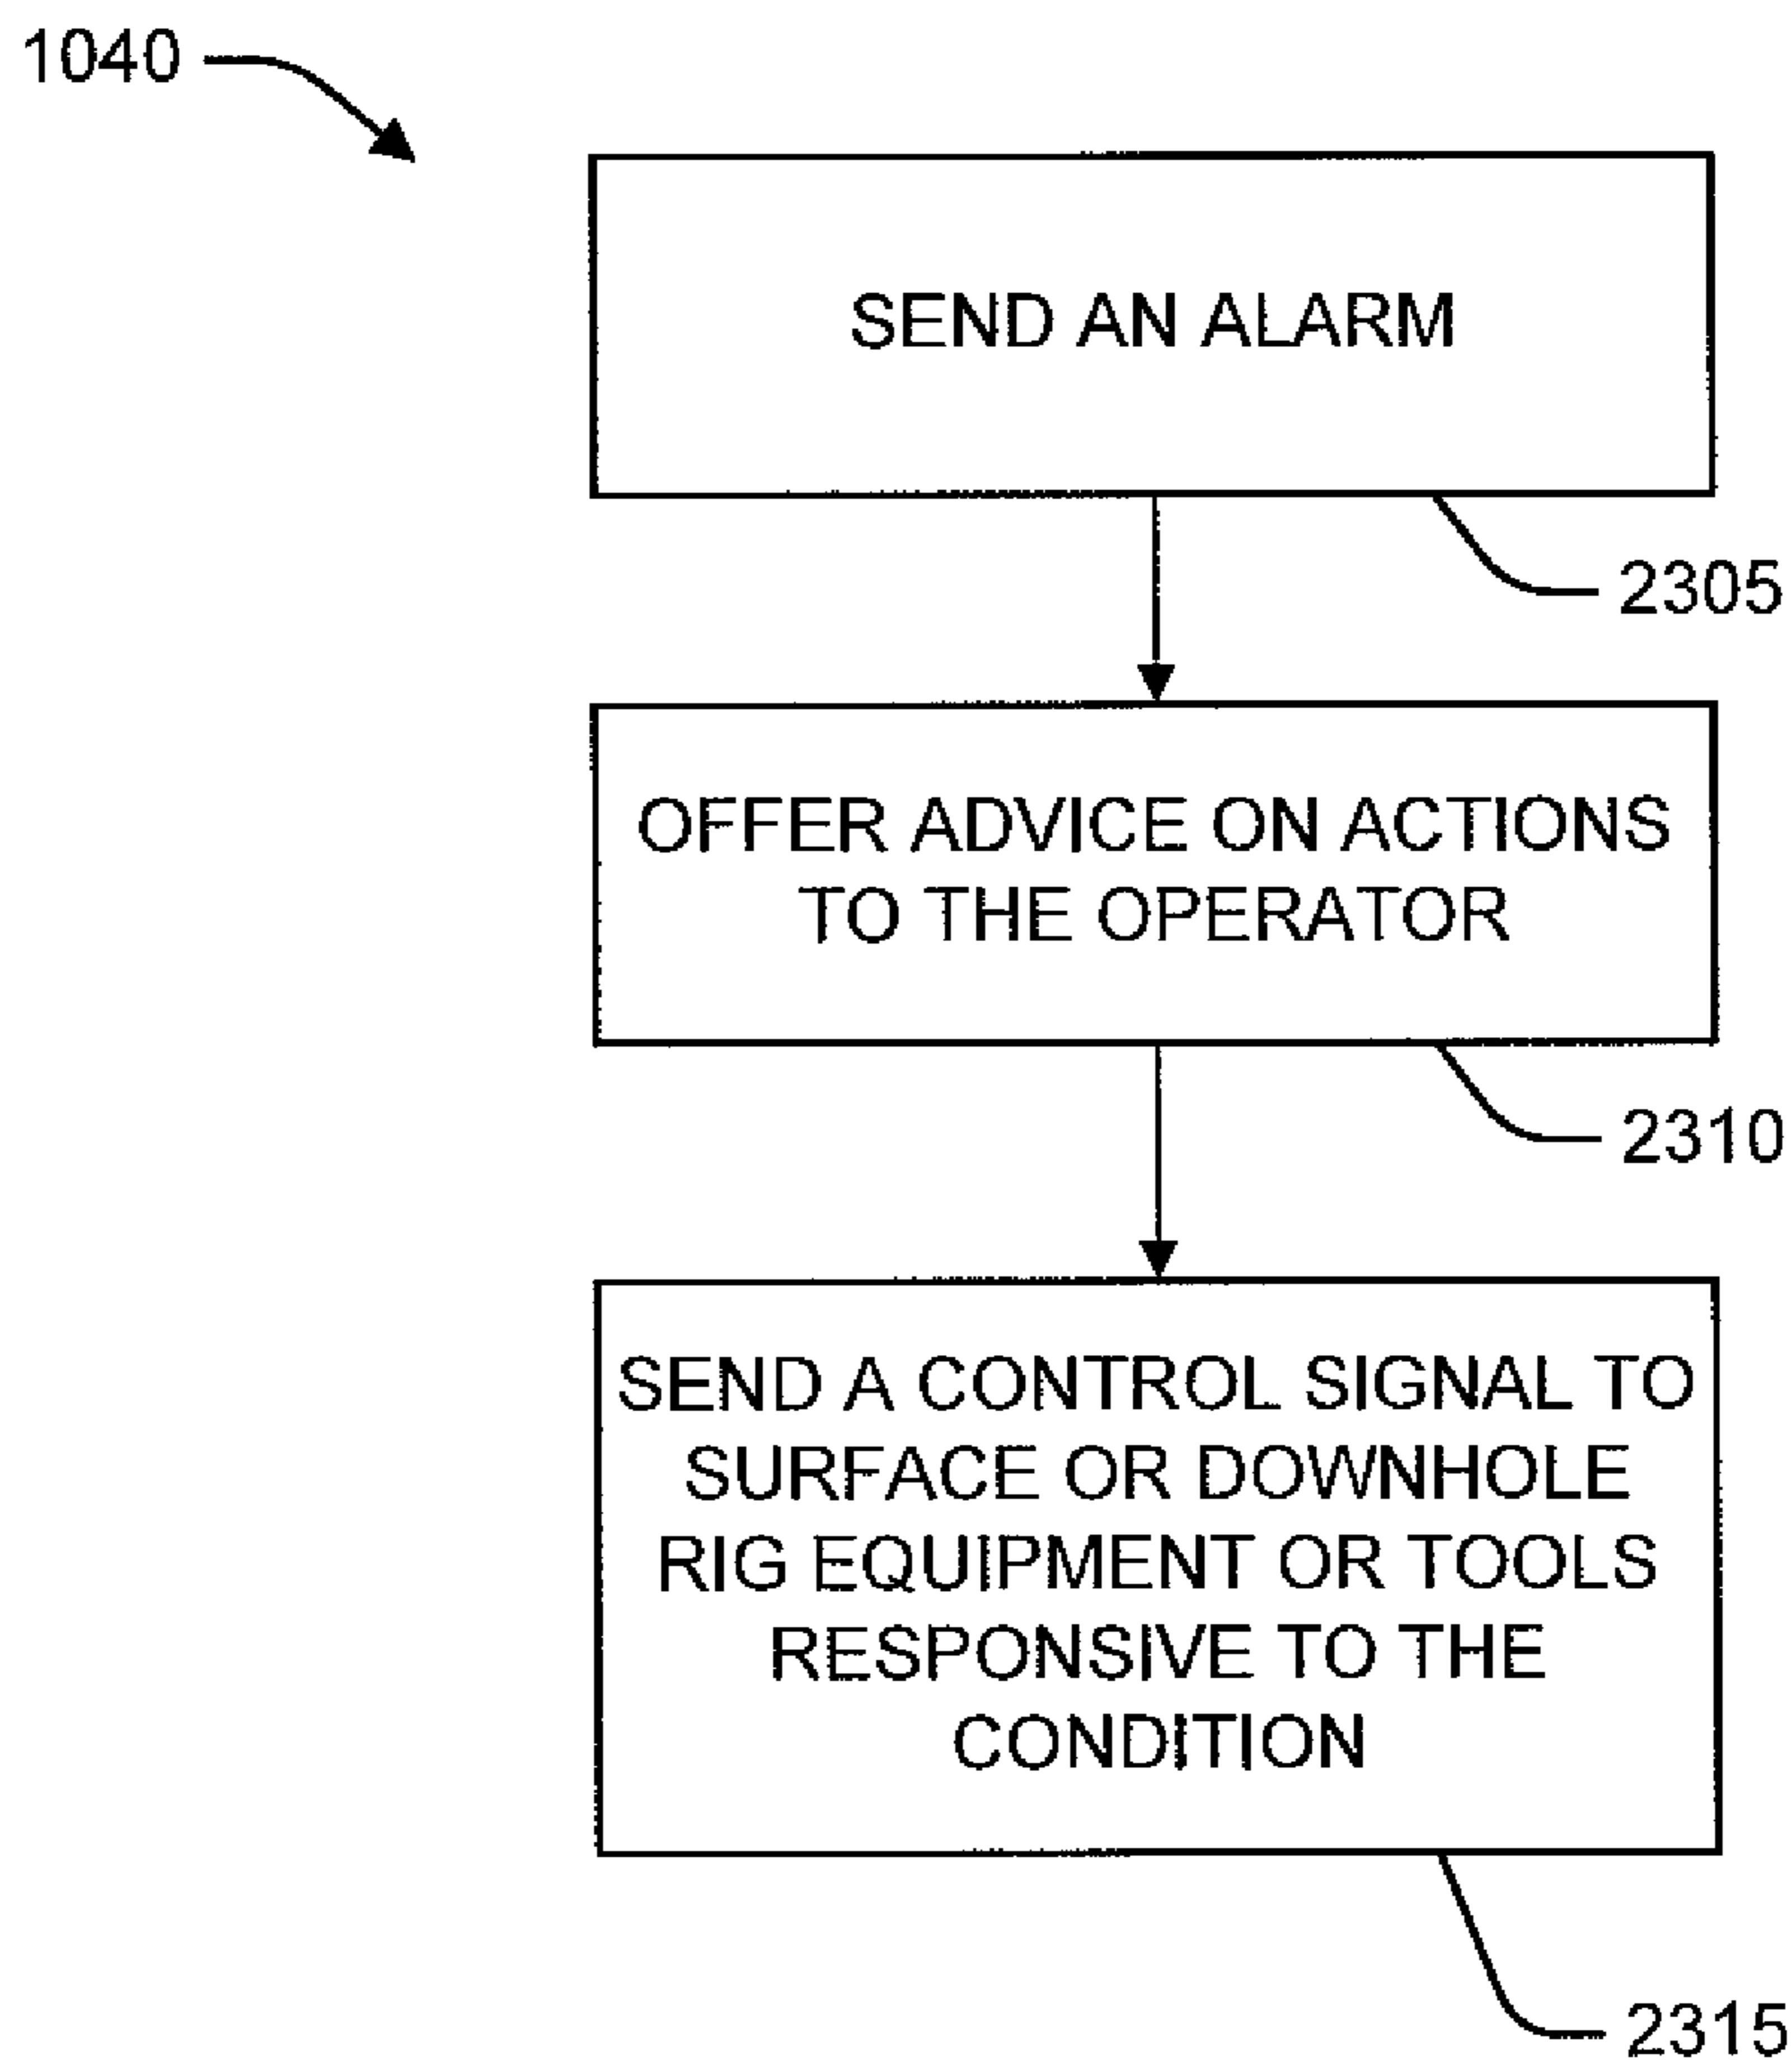 1040
SEND AN ALARM
2305
OFFER ADVICE ON ACTIONS
TO THE OPERATOR
2310
SEND A CONTROL SIGNAL TO
SURFACE OR DOWNHOLE
RIG EQUIPMENT OR TOOLS
RESPONSIVE TO THE
CONDITION
2315